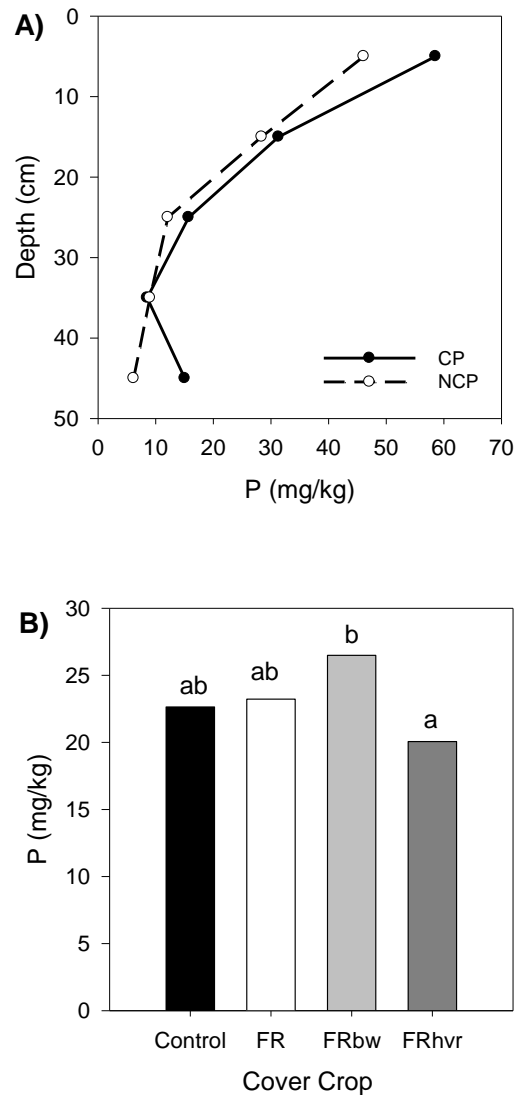 A)
0
10
20
30
40
50
Depth (cm)
CP
NCP
0 10 20 30 40 50 60 70
P (mg/kg)
B)
30
25
20
15
10
5
0
P (mg/kg)
ab ab b a
Control FR FRbw FRhvr
Cover Crop